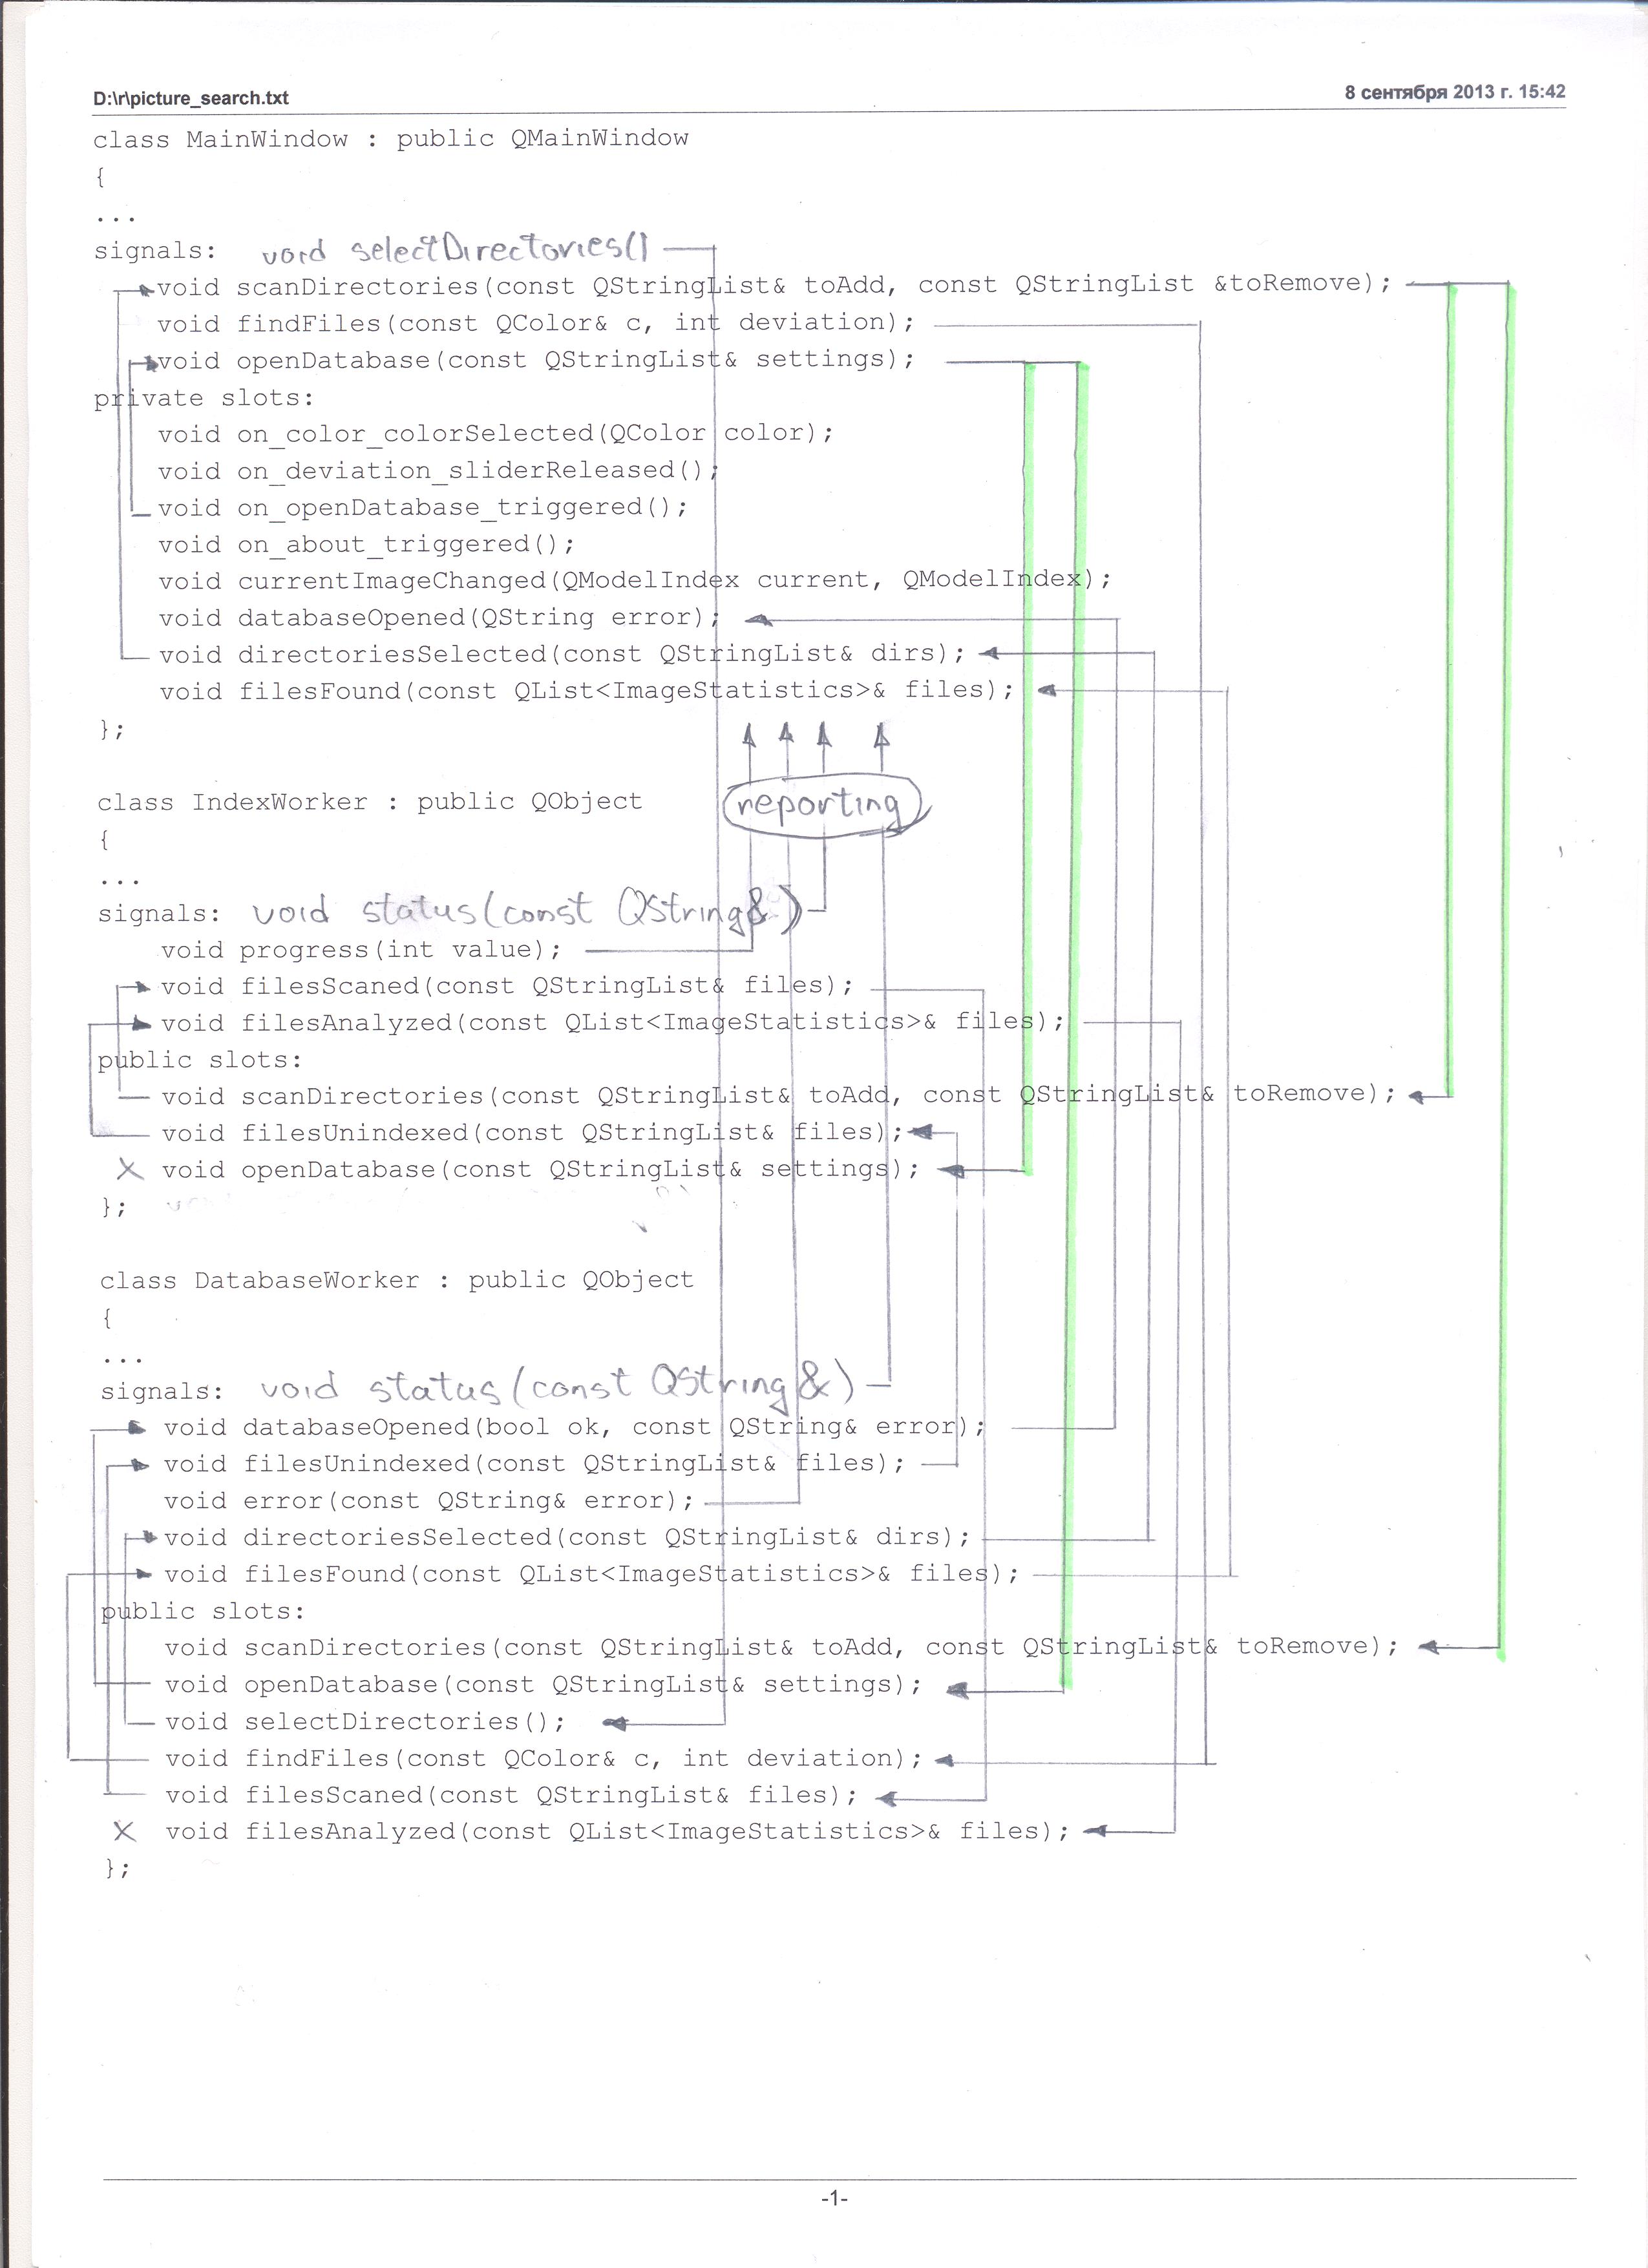 D:\r\picture_search.txt 8 сентября 2013 г. 15:42
class MainWindow : public QMainWindow
{
...
signals: void selectDirectories()
void scanDirectories(const QStringList& toAdd, const QStringList &toRemove);
void findFiles(const QColor& c, int deviation);
void openDatabase(const QStringList& settings);
private slots:
void on_color_colorSelected(QColor color);
void on_deviation_sliderReleased();
void on_openDatabase_triggered();
void on_about_triggered();
void currentImageChanged(QModelIndex current, QModelIndex);
void databaseOpened(QString error);
void directoriesSelected(const QStringList& dirs);
void filesFound(const QList<ImageStatistics>& files);
};
class IndexWorker : public QObject
reporting
{
...
signals: void status(const QString&)
void progress(int value);
void filesScaned(const QStringList& files);
void filesAnalyzed(const QList<ImageStatistics>& files);
public slots:
void scanDirectories(const QStringList& toAdd, const QStringList& toRemove);
void filesUnindexed(const QStringList& files);
X void openDatabase(const QStringList& settings);
};
class DatabaseWorker : public QObject
{
...
signals: void status(const QString&)
void databaseOpened(bool ok, const QString& error);
void filesUnindexed(const QStringList& files);
void error(const QString& error);
void directoriesSelected(const QStringList& dirs);
void filesFound(const QList<ImageStatistics>& files);
public slots:
void scanDirectories(const QStringList& toAdd, const QStringList& toRemove);
void openDatabase(const QStringList& settings);
void selectDirectories();
void findFiles(const QColor& c, int deviation);
void filesScaned(const QStringList& files);
X void filesAnalyzed(const QList<ImageStatistics>& files);
};
-1-